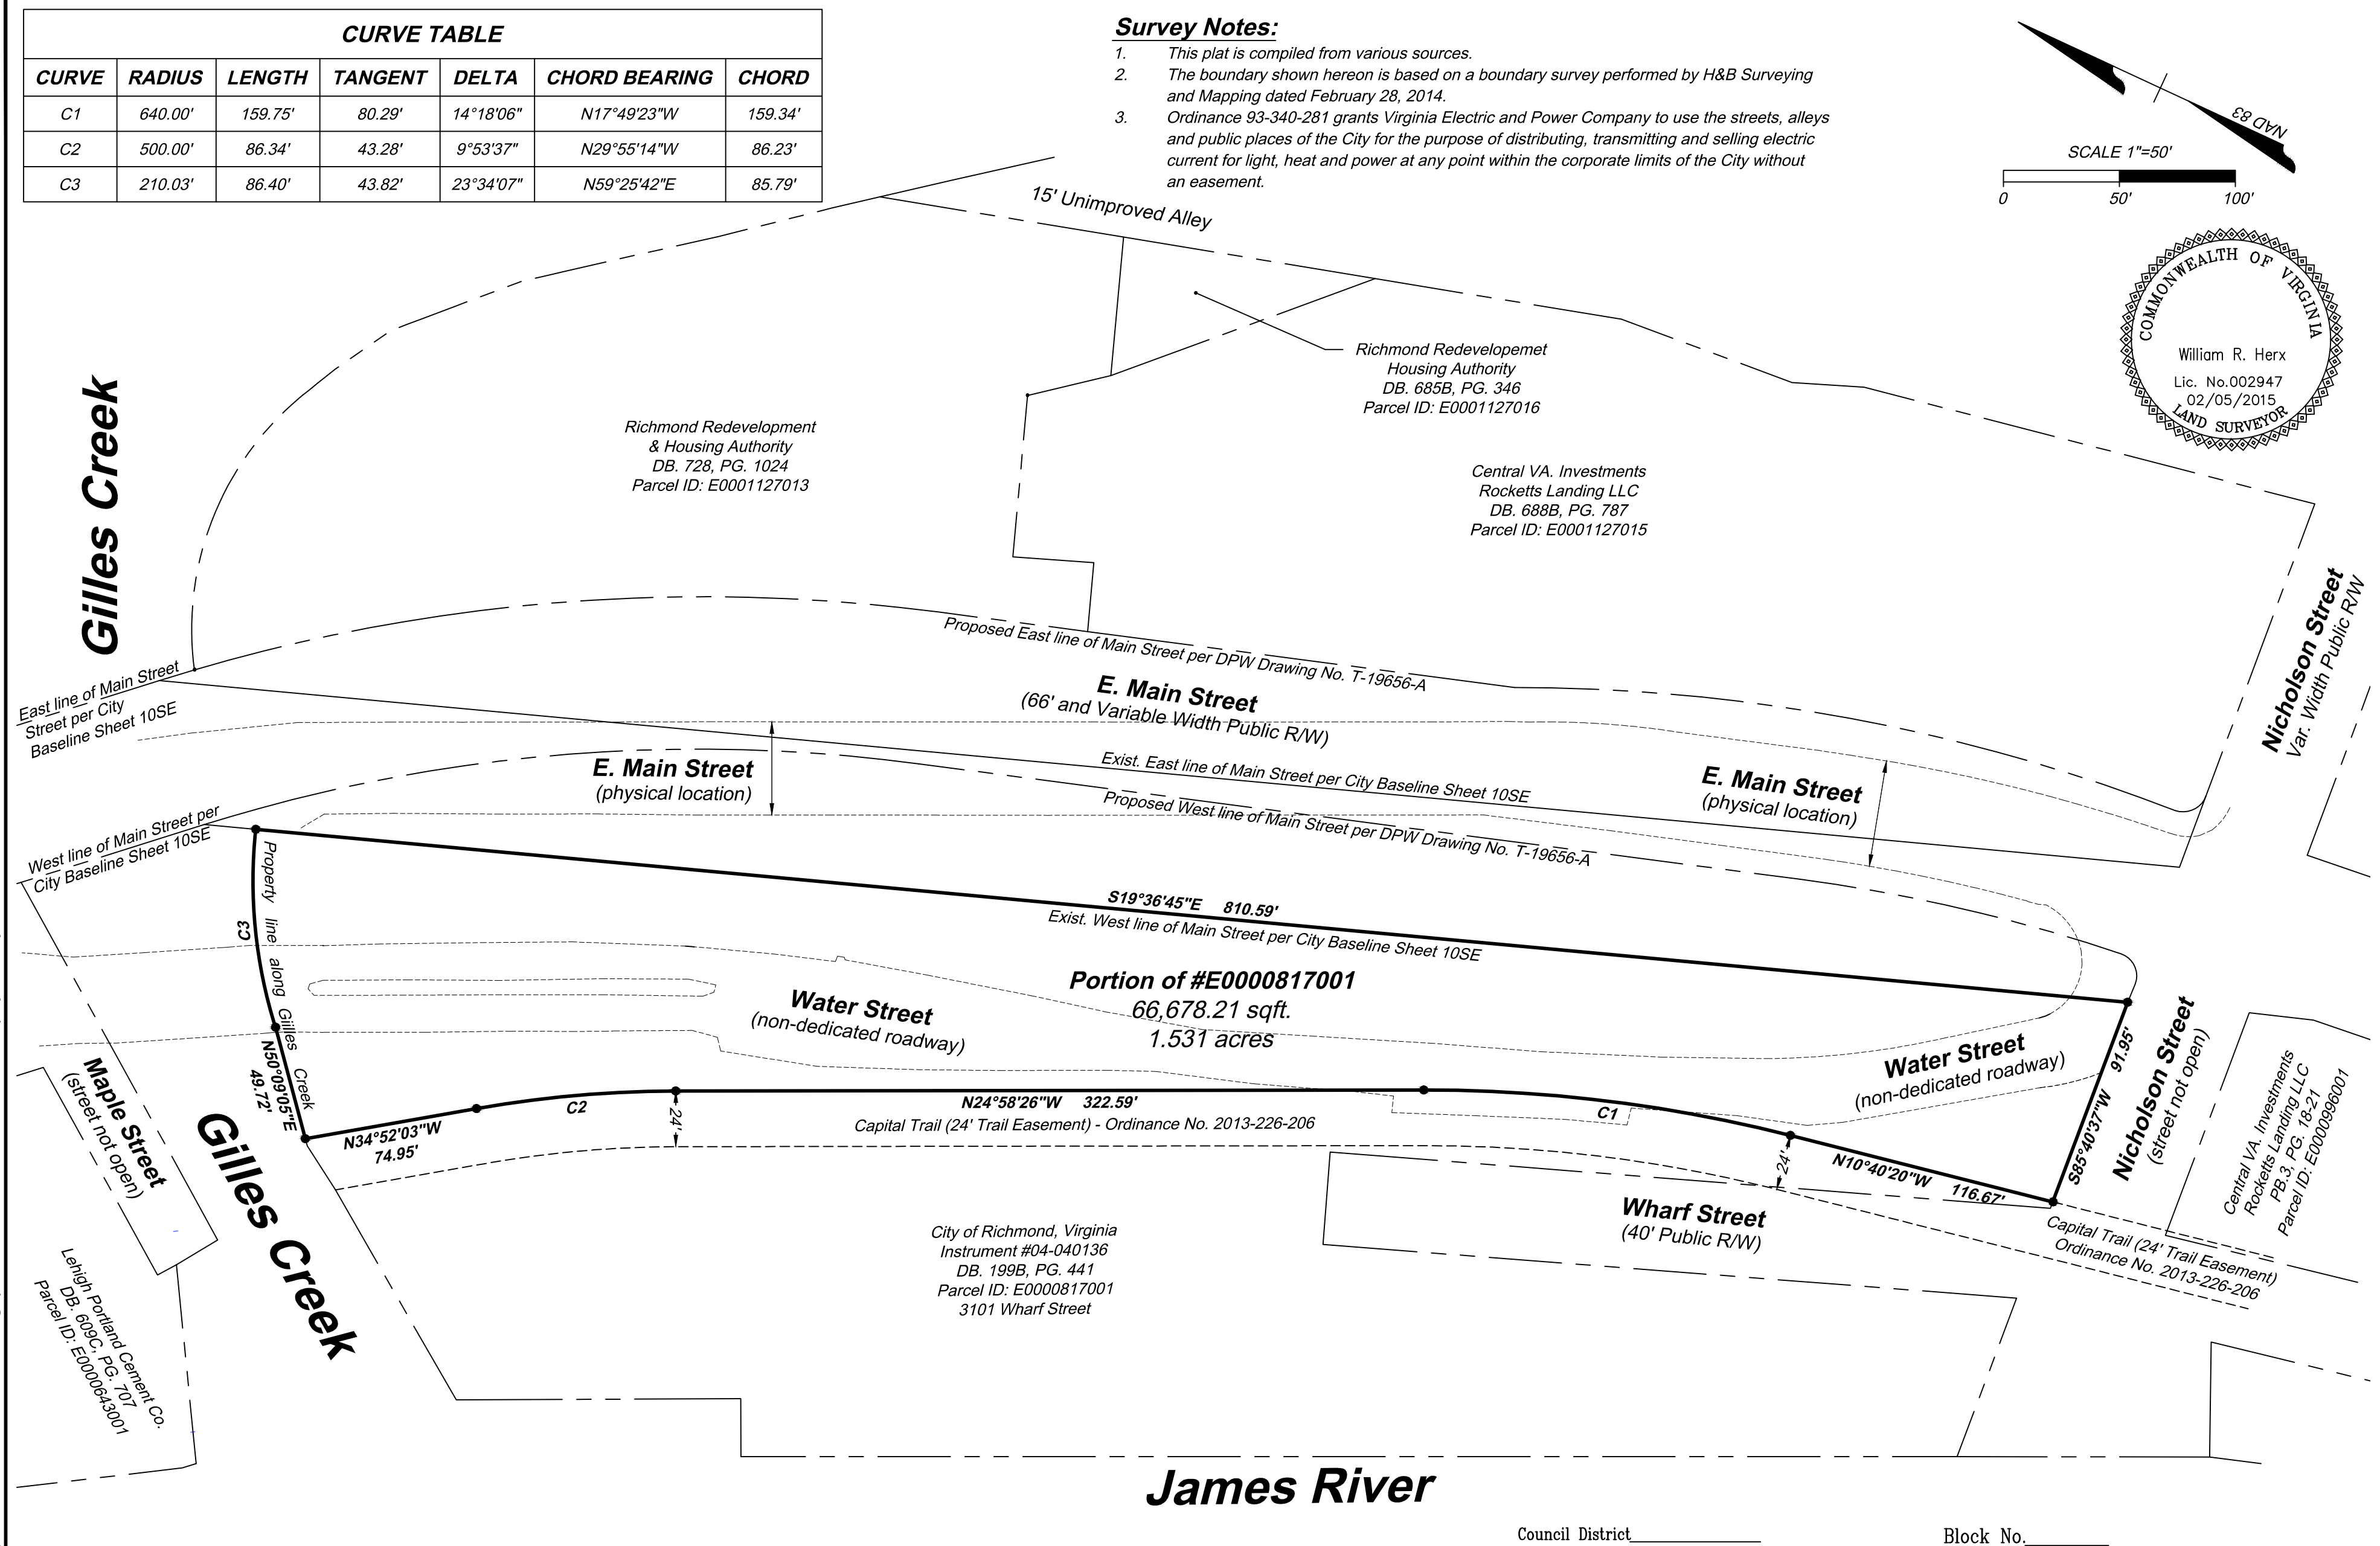 CURVE TABLE
CURVE RADIUS LENGTH TANGENT DELTA CHORD BEARING CHORD
C1 640.00' 159.75' 80.29' 14°18'06" N17°49'23"W 159.34'
C2 500.00' 86.34' 43.28' 9°53'37" N29°55'14"W 86.23'
C3 210.03' 86.40' 43.82' 23°34'07" N59°25'42"E 85.79'
Survey Notes:
1. This plat is compiled from various sources.
2. The boundary shown hereon is based on a boundary survey performed by H&B Surveying
and Mapping dated February 28, 2014.
3. Ordinance 93-340-281 grants Virginia Electric and Power Company to use the streets, alleys
and public places of the City for the purpose of distributing, transmitting and selling electric
current for light, heat and power at any point within the corporate limits of the City without
an easement.
NAD 83
SCALE 1"=50'
0 50' 100'
COMMONWEALTH OF VIRGINIA
William R. Herx
Lic. No.002947
02/05/2015
LAND SURVEYOR
15' Unimproved Alley
Richmond Redevelopemet
Housing Authority
DB. 685B, PG. 346
Parcel ID: E0001127016
Richmond Redevelopment
& Housing Authority
DB. 728, PG. 1024
Parcel ID: E0001127013
Central VA. Investments
Rocketts Landing LLC
DB. 688B, PG. 787
Parcel ID: E0001127015
Gilles Creek
Nicholson Street
Var. Width Public R/W
East line of Main Street
Street per City
Baseline Sheet 10SE
Proposed East line of Main Street per DPW Drawing No. T-19656-A
E. Main Street
(66' and Variable Width Public R/W)
E. Main Street
(physical location)
Exist. East line of Main Street per City Baseline Sheet 10SE
E. Main Street
(physical location)
Proposed West line of Main Street per DPW Drawing No. T-19656-A
West line of Main Street per
City Baseline Sheet 10SE
S19°36'45"E 810.59'
Exist. West line of Main Street per City Baseline Sheet 10SE
C3
Property line along Giilles Creek
Portion of #E0000817001
66,678.21 sqft.
1.531 acres
Water Street
(non-dedicated roadway)
Water Street
(non-dedicated roadway)
N50°09'05"E
49.72'
Maple Street
(street not open)
S85°40'37"W 91.95'
Nicholson Street
(street not open)
Central VA. Investments
Rocketts Landing LLC
PB.3, PG. 18-21
Parcel ID: E0000996001
N34°52'03"W
74.95'
C2
24'
N24°58'26"W 322.59'
Capital Trail (24' Trail Easement) - Ordinance No. 2013-226-206
C1
24'
N10°40'20"W 116.67'
Gilles Creek
Wharf Street
(40' Public R/W)
Capital Trail (24' Trail Easement)
Ordinance No. 2013-226-206
City of Richmond, Virginia
Instrument #04-040136
DB. 199B, PG. 441
Parcel ID: E0000817001
3101 Wharf Street
Lehigh Portland Cement Co.
DB. 609C, PG. 707
Parcel ID: E0000643001
James River
Council District
Block No.